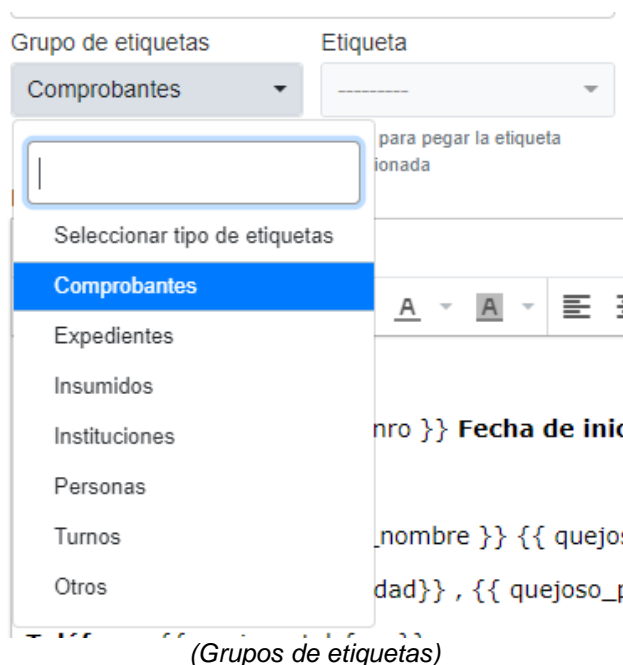 Grupo de etiquetas Etiqueta
Comprobantes ---------
para pegar la etiqueta
ionada
Seleccionar tipo de etiquetas
Comprobantes
A A
Expedientes
Insumidos
Instituciones
nro }} Fecha de inic
Personas
Turnos
_nombre }} {{ quejos
Otros
dad}} , {{ quejoso_p
(Grupos de etiquetas)